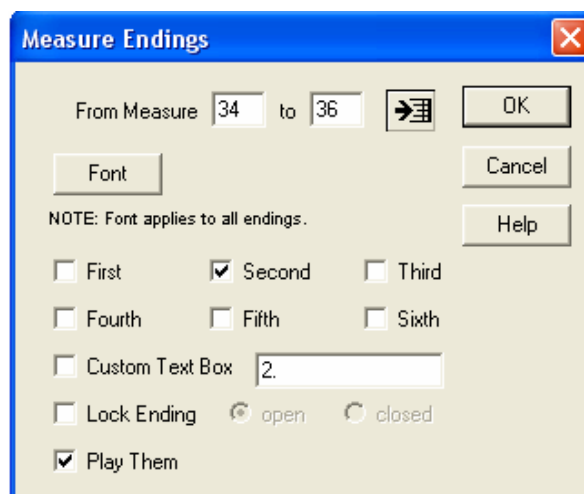 Measure Endings
From Measure 34 to 36
OK
Font
Cancel
NOTE: Font applies to all endings.
Help
First Second Third
Fourth Fifth Sixth
Custom Text Box 2.
Lock Ending open closed
Play Them